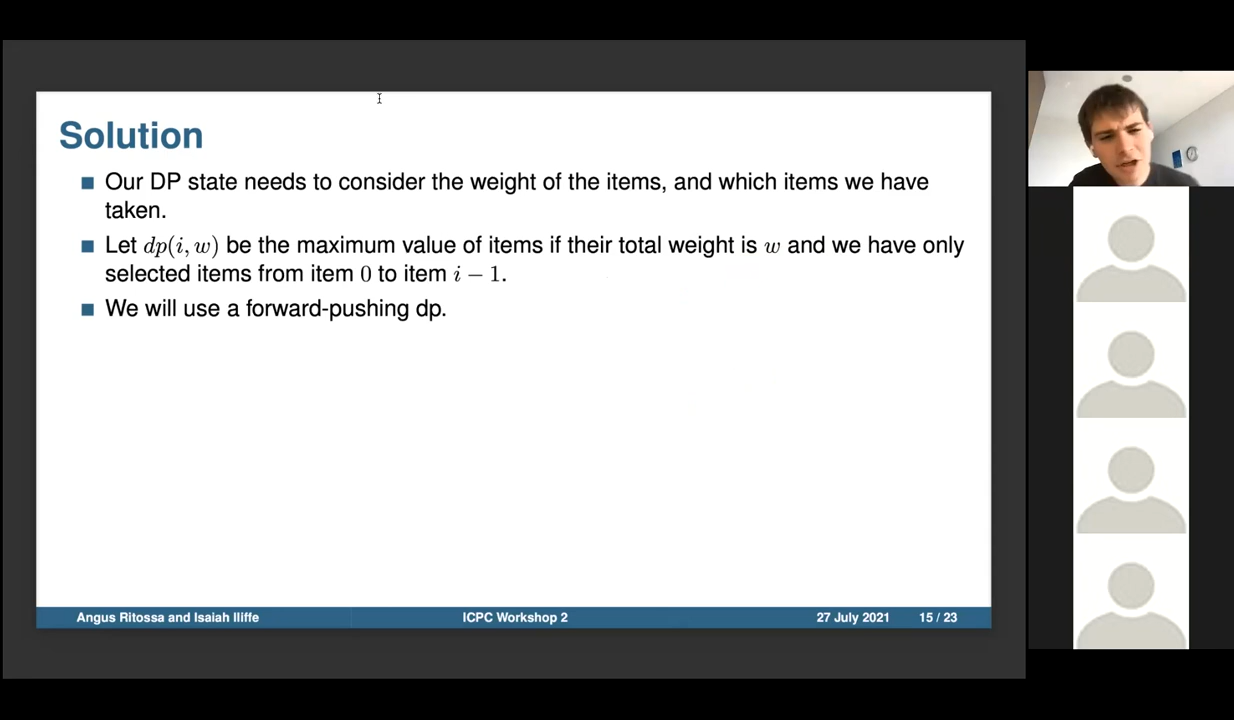 Solution
Our DP state needs to consider the weight of the items, and which items we have
taken.
Let dp(i, w) be the maximum value of items if their total weight is w and we have only
selected items from item 0 to item i − 1.
We will use a forward-pushing dp.
Angus Ritossa and Isaiah Iliffe ICPC Workshop 2 27 July 2021 15 / 23